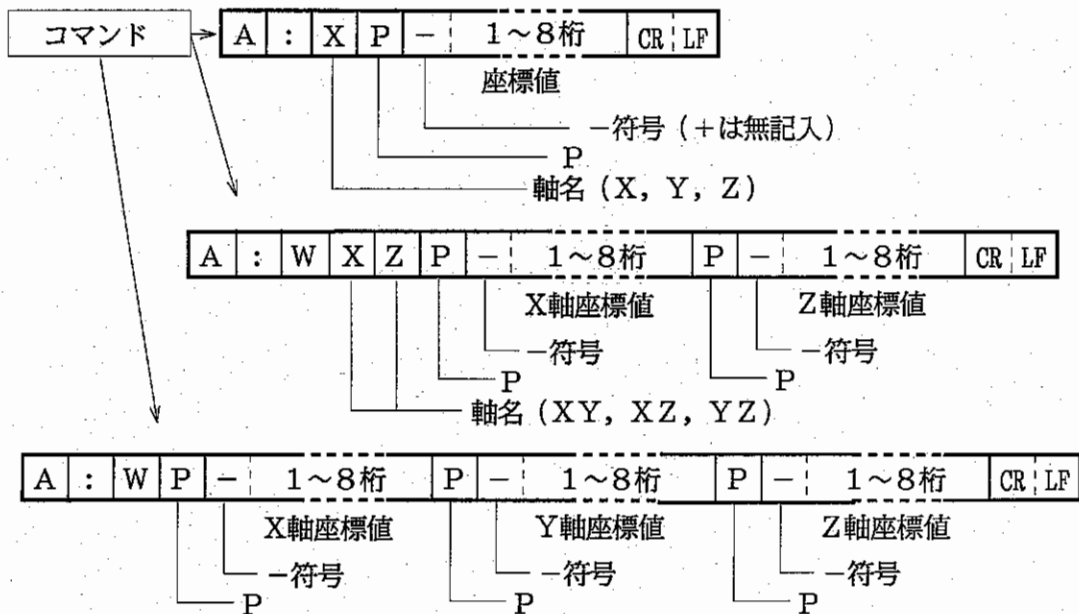 コマンド
A : X P － 1～8桁 CR LF
座標値
－符号（＋は無記入）
P
軸名（X，Y，Z）
A : W X Z P － 1～8桁 P － 1～8桁 CR LF
X軸座標値 Z軸座標値
－符号 －符号
P P
軸名（XY，XZ，YZ）
A : W P － 1～8桁 P － 1～8桁 P － 1～8桁 CR LF
X軸座標値 Y軸座標値 Z軸座標値
－符号 －符号 －符号
P P P